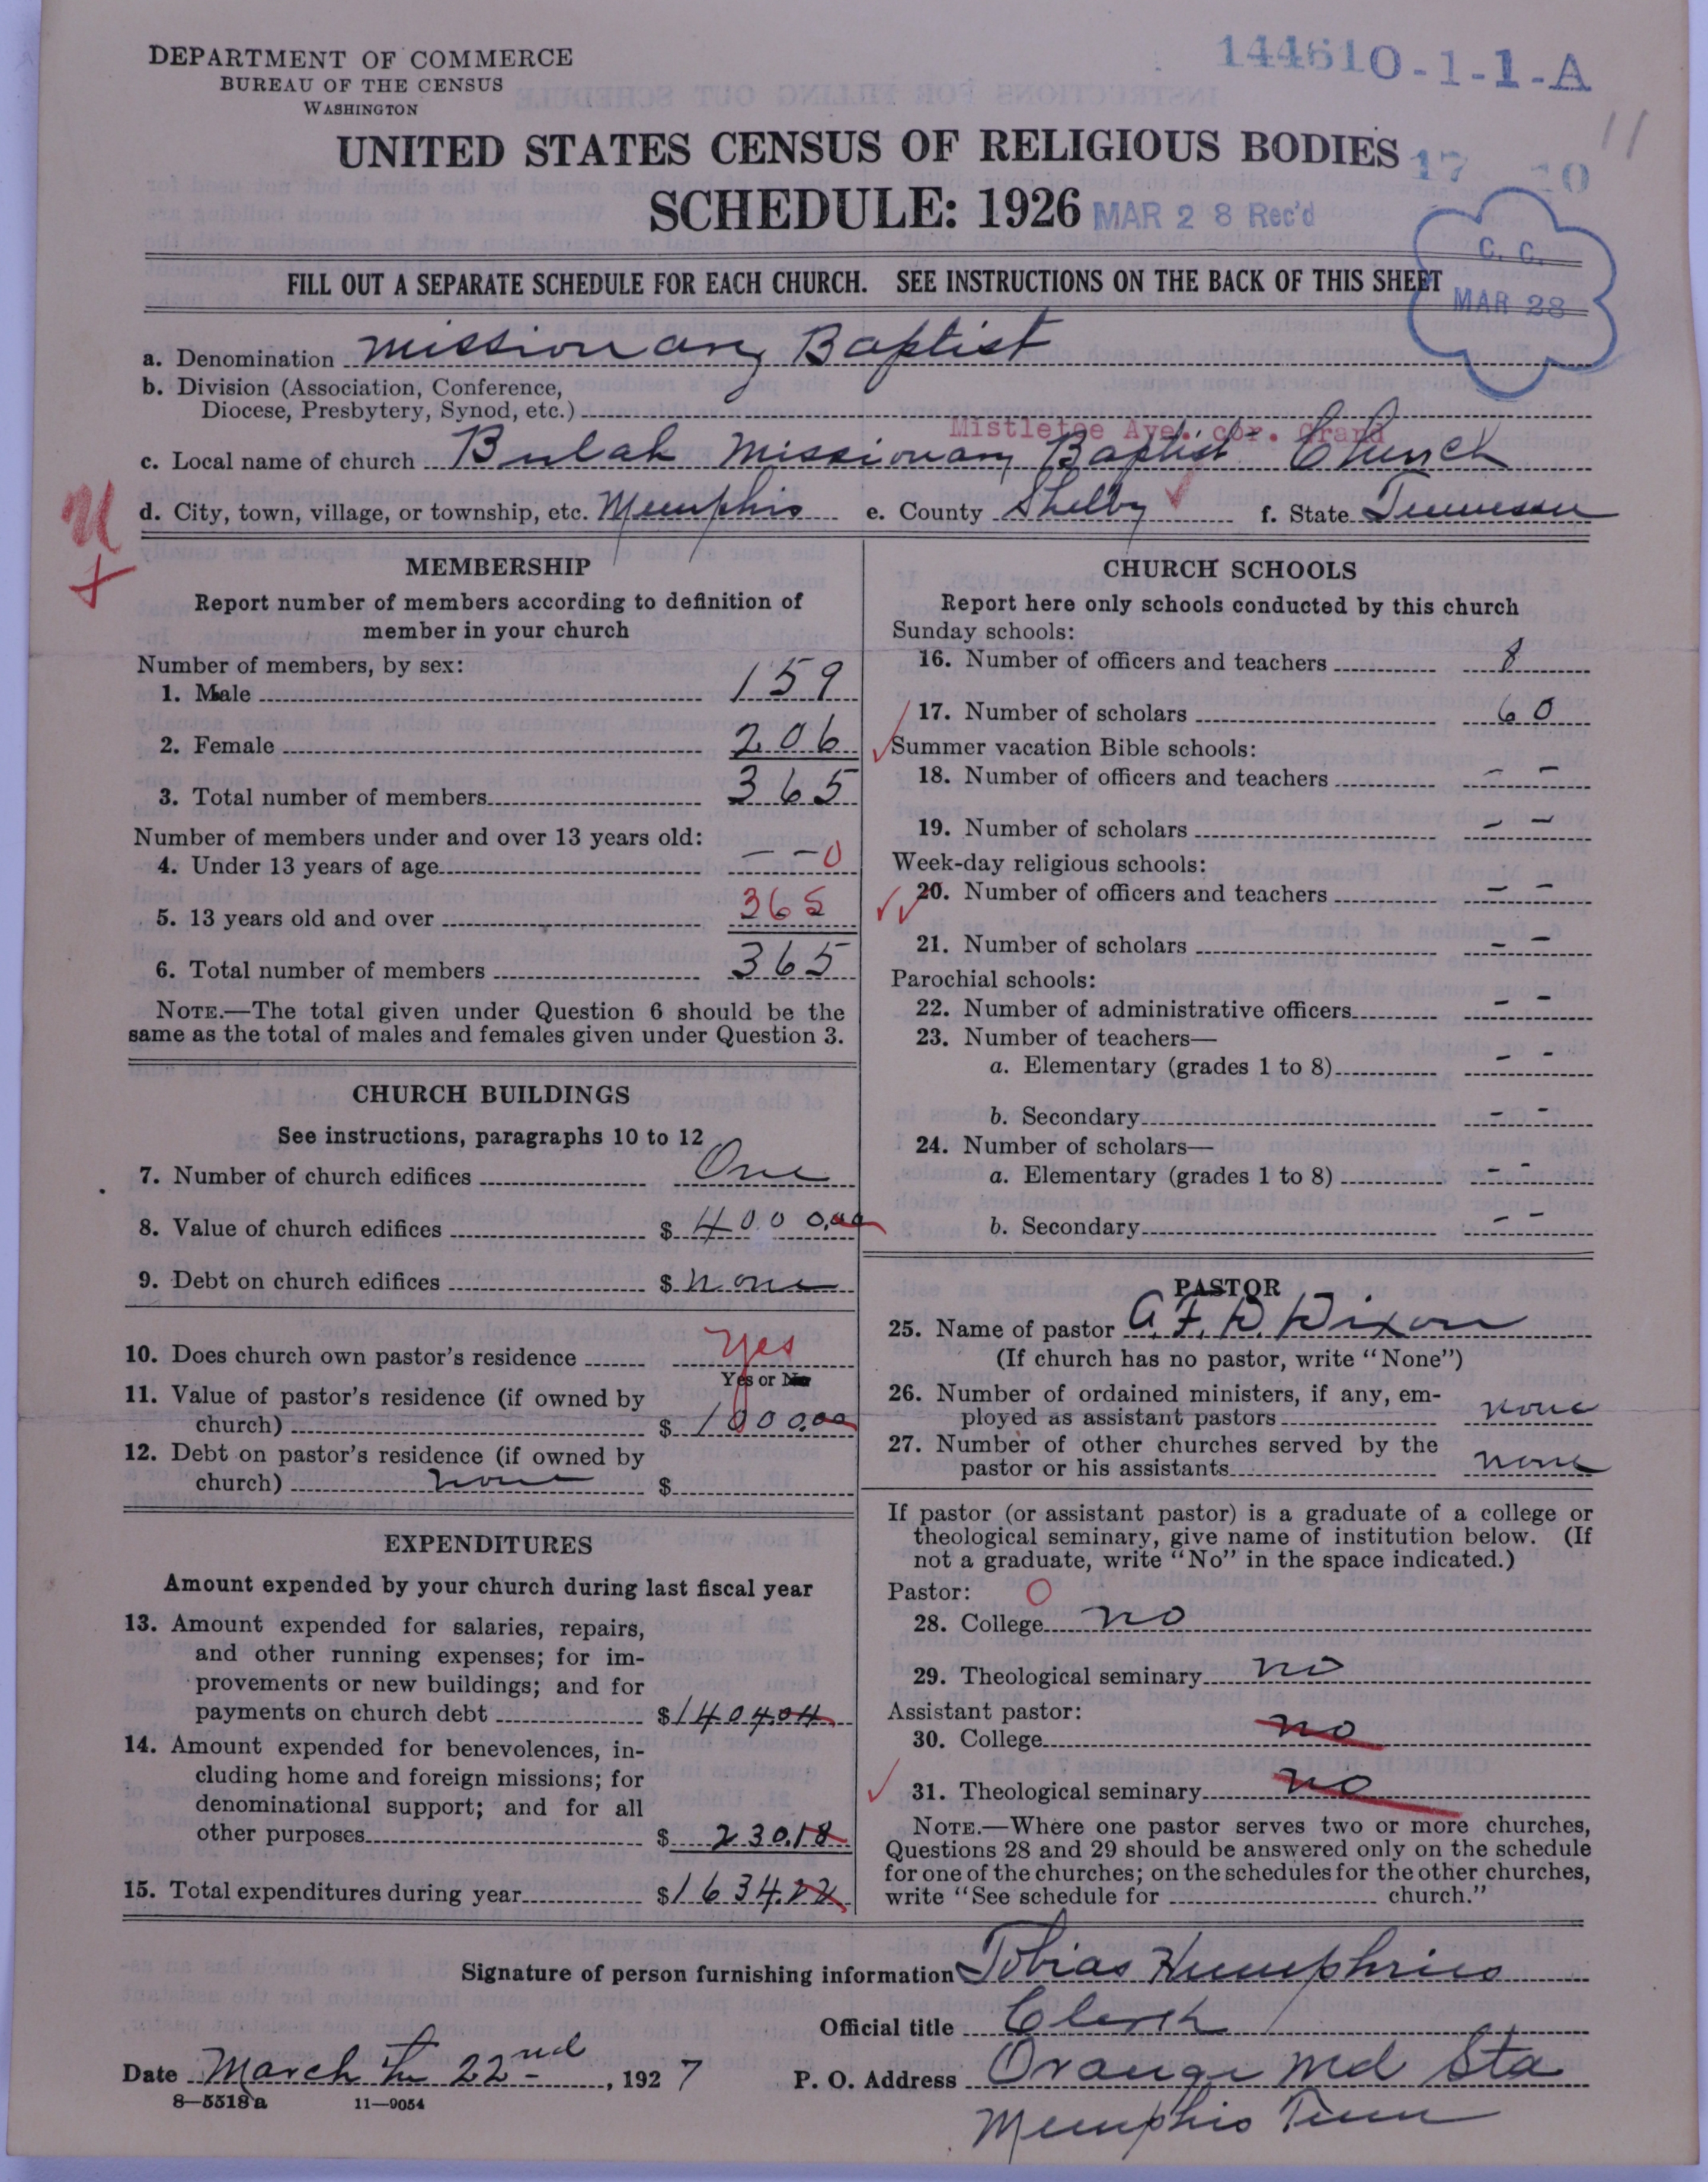 DEPARTMENT OF COMMERCE
BUREAU OF THE CENSUS
WASHINGTON
144610-1-1-A
11
UNITED STATES CENSUS OF RELIGIOUS BODIES
17 10
SCHEDULE: 1926 MAR 28 Rec'd
C. C.
MAR 28
FILL OUT A SEPARATE SCHEDULE FOR EACH CHURCH. SEE INSTRUCTIONS ON THE BACK OF THIS SHEET
a. Denomination Missionary Baptist
b. Division (Association, Conference,
Diocese, Presbytery, Synod, etc.)
Mistletoe Ave. cor. Grand
c. Local name of church Bulah Missionary Baptist Church
d. City, town, village, or township, etc. Memphis e. County Shelby f. State Tennessee
MEMBERSHIP
Report number of members according to definition of
member in your church
Number of members, by sex:
1. Male 159
2. Female 206
3. Total number of members 365
Number of members under and over 13 years old:
4. Under 13 years of age - - 0
5. 13 years old and over 365
6. Total number of members 365
NOTE.—The total given under Question 6 should be the
same as the total of males and females given under Question 3.
CHURCH BUILDINGS
See instructions, paragraphs 10 to 12
7. Number of church edifices One
8. Value of church edifices $ 4000.00
9. Debt on church edifices $ None
10. Does church own pastor's residence Yes
Yes or No
11. Value of pastor's residence (if owned by
church) $ 1000.00
12. Debt on pastor's residence (if owned by
church) None $
EXPENDITURES
Amount expended by your church during last fiscal year
13. Amount expended for salaries, repairs,
and other running expenses; for im-
provements or new buildings; and for
payments on church debt $ 1404.04
14. Amount expended for benevolences, in-
cluding home and foreign missions; for
denominational support; and for all
other purposes $ 230.18
15. Total expenditures during year $ 1634.22
CHURCH SCHOOLS
Report here only schools conducted by this church
Sunday schools:
16. Number of officers and teachers 8
17. Number of scholars 60
Summer vacation Bible schools:
18. Number of officers and teachers - -
19. Number of scholars - -
Week-day religious schools:
20. Number of officers and teachers - -
21. Number of scholars - -
Parochial schools:
22. Number of administrative officers - -
23. Number of teachers—
a. Elementary (grades 1 to 8) - -
b. Secondary - -
24. Number of scholars—
a. Elementary (grades 1 to 8) - -
b. Secondary - -
PASTOR
25. Name of pastor A. F. D. Dixon
(If church has no pastor, write "None")
26. Number of ordained ministers, if any, em-
ployed as assistant pastors none
27. Number of other churches served by the
pastor or his assistants none
If pastor (or assistant pastor) is a graduate of a college or
theological seminary, give name of institution below. (If
not a graduate, write "No" in the space indicated.)
Pastor: O
28. College no
29. Theological seminary no
Assistant pastor:
30. College no
31. Theological seminary no
NOTE.—Where one pastor serves two or more churches,
Questions 28 and 29 should be answered only on the schedule
for one of the churches; on the schedules for the other churches,
write "See schedule for church."
Signature of person furnishing information Tobias Humphries
Official title Clerk
Date March the 22nd, 1927 P. O. Address Orange Md Sta
8—5518a 11—9054
Memphis Tenn